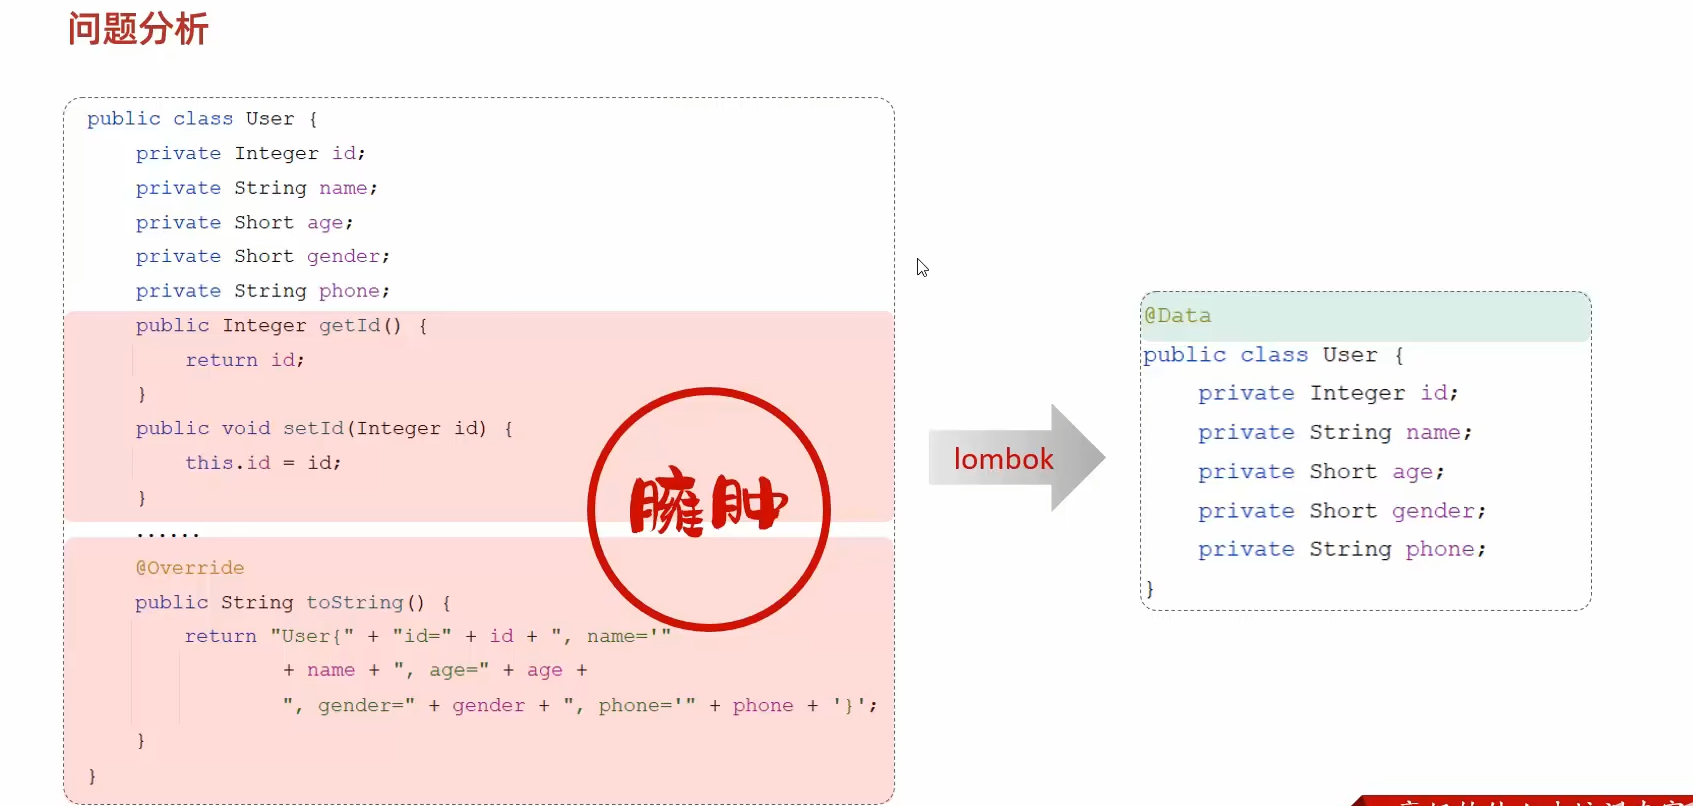 问题分析
public class User {
private Integer id;
private String name;
private Short age;
private Short gender;
private String phone;
public Integer getId() {
return id;
}
public void setId(Integer id) {
this.id = id;
}
......
@Override
public String toString() {
return "User{" + "id=" + id + ", name='"
+ name + ", age=" + age +
", gender=" + gender + ", phone='" + phone + '}';
}
}
臃肿
lombok
@Data
public class User {
private Integer id;
private String name;
private Short age;
private Short gender;
private String phone;
}